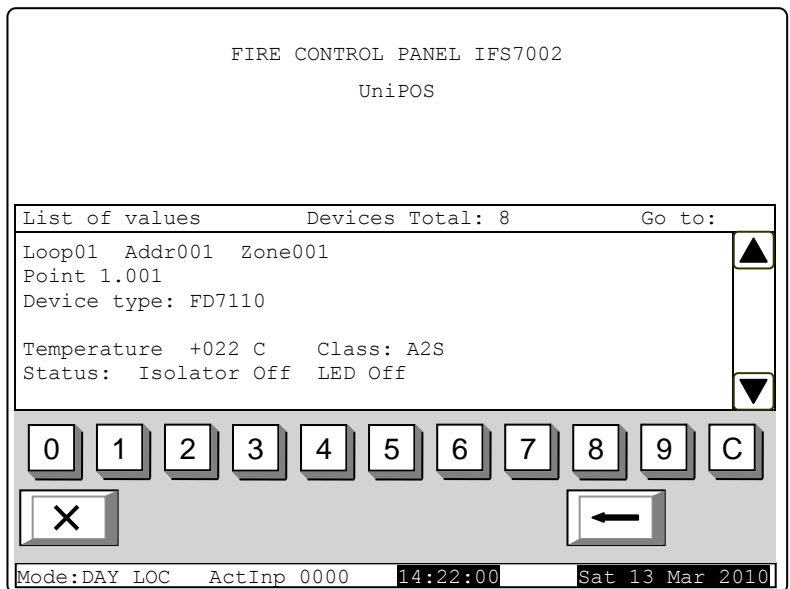 FIRE CONTROL PANEL IFS7002
UniPOS
List of values Devices Total: 8 Go to:
Loop01 Addr001 Zone001
Point 1.001
Device type: FD7110
Temperature +022 C Class: A2S
Status: Isolator Off LED Off
0 1 2 3 4 5 6 7 8 9 C
Mode:DAY LOC ActInp 0000 14:22:00 Sat 13 Mar 2010